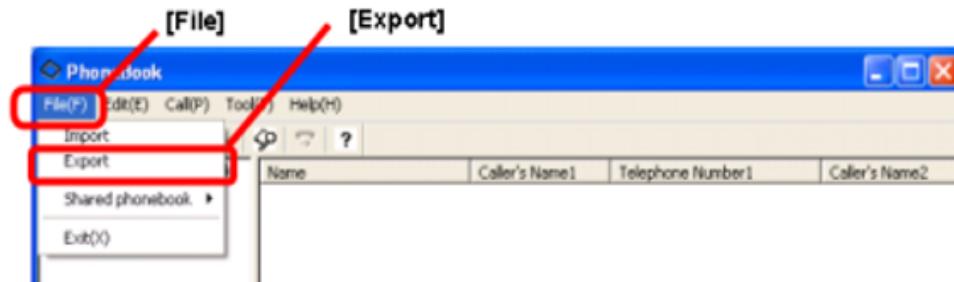 [File] [Export]
PhoneBook
File(F) Edit(E) Call(P) Help(H)
Import
?
Export
Name Caller's Name1 Telephone Number1 Caller's Name2
Shared phonebook
Exit(X)